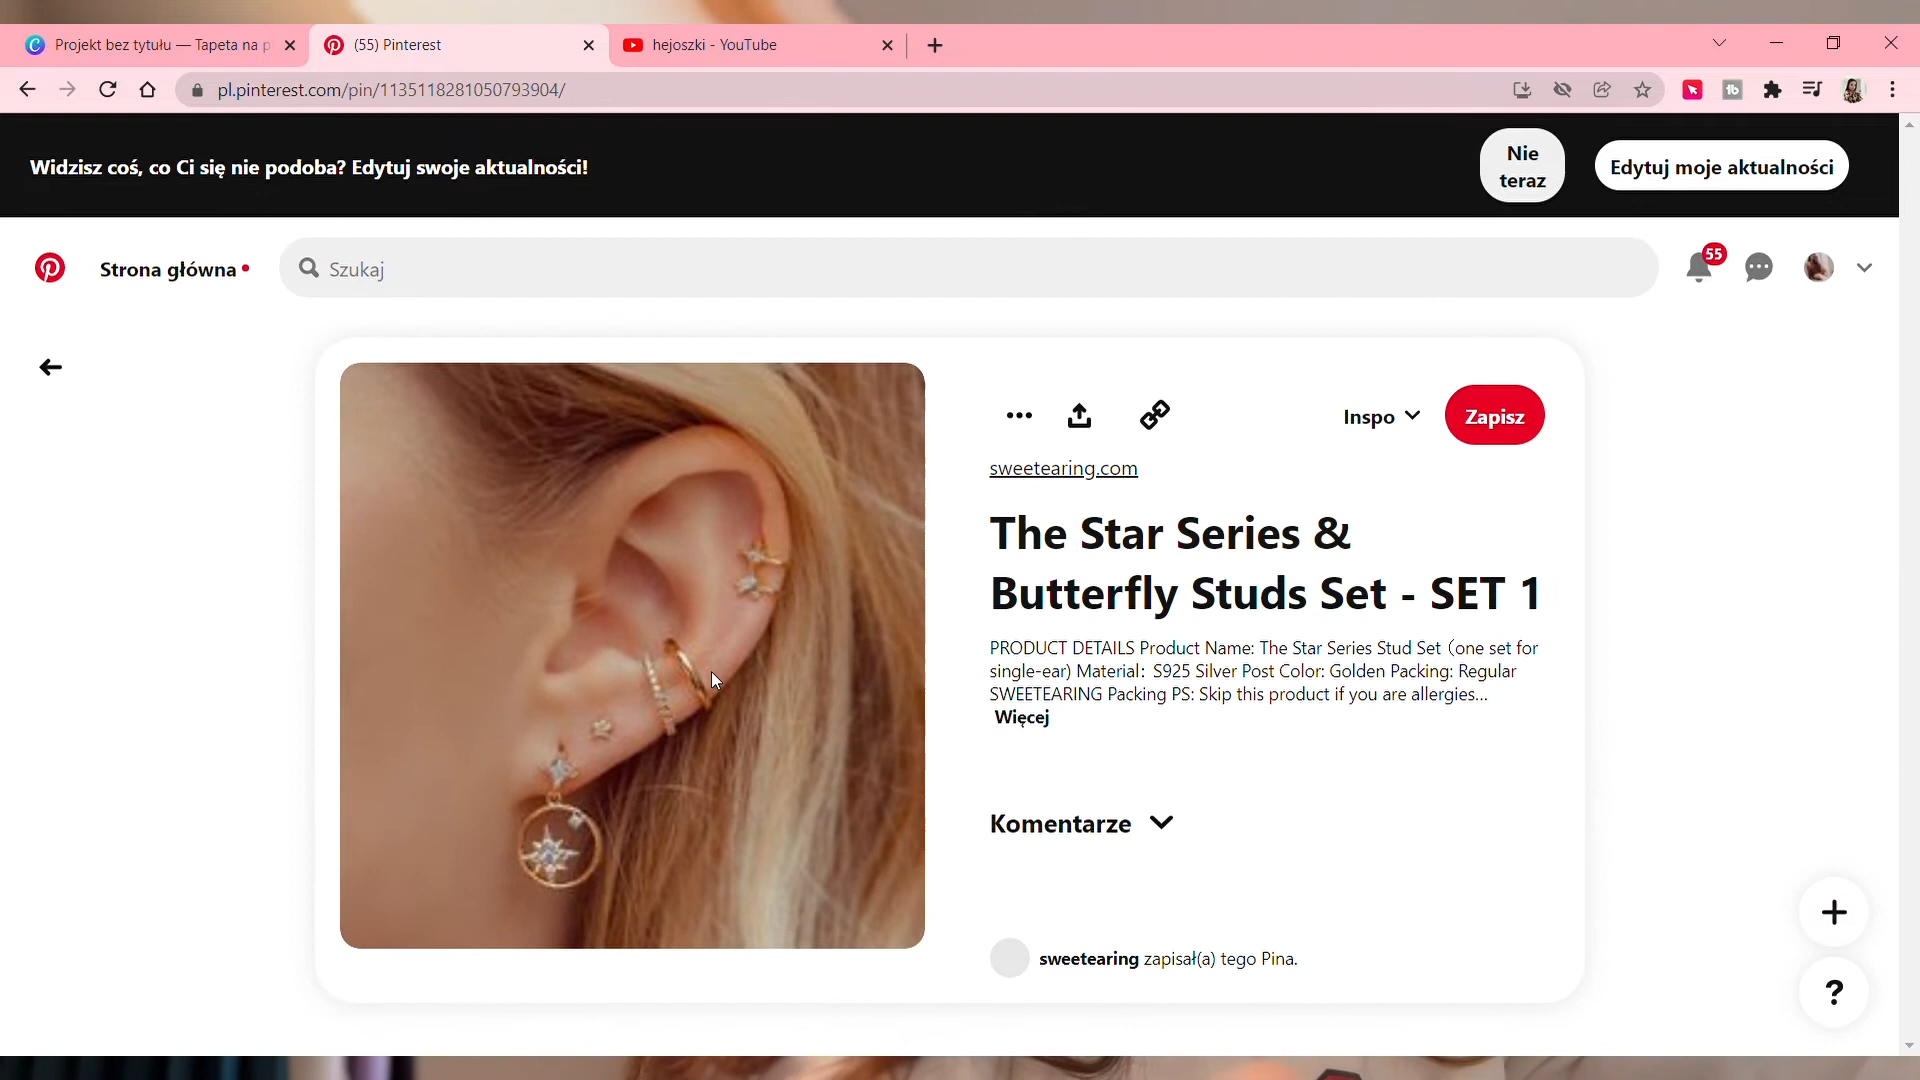 Projekt bez tytułu — Tapeta na p
(55) Pinterest
hejoszki - YouTube
pl.pinterest.com/pin/1135118281050793904/
Widzisz coś, co Ci się nie podoba? Edytuj swoje aktualności!
Nie
teraz
Edytuj moje aktualności
Strona główna
Szukaj
55
Inspo
Zapisz
sweetearing.com
The Star Series &
Butterfly Studs Set - SET 1
PRODUCT DETAILS Product Name: The Star Series Stud Set（one set for
single-ear) Material：S925 Silver Post Color: Golden Packing: Regular
SWEETEARING Packing PS: Skip this product if you are allergies...
Więcej
Komentarze
sweetearing zapisał(a) tego Pina.